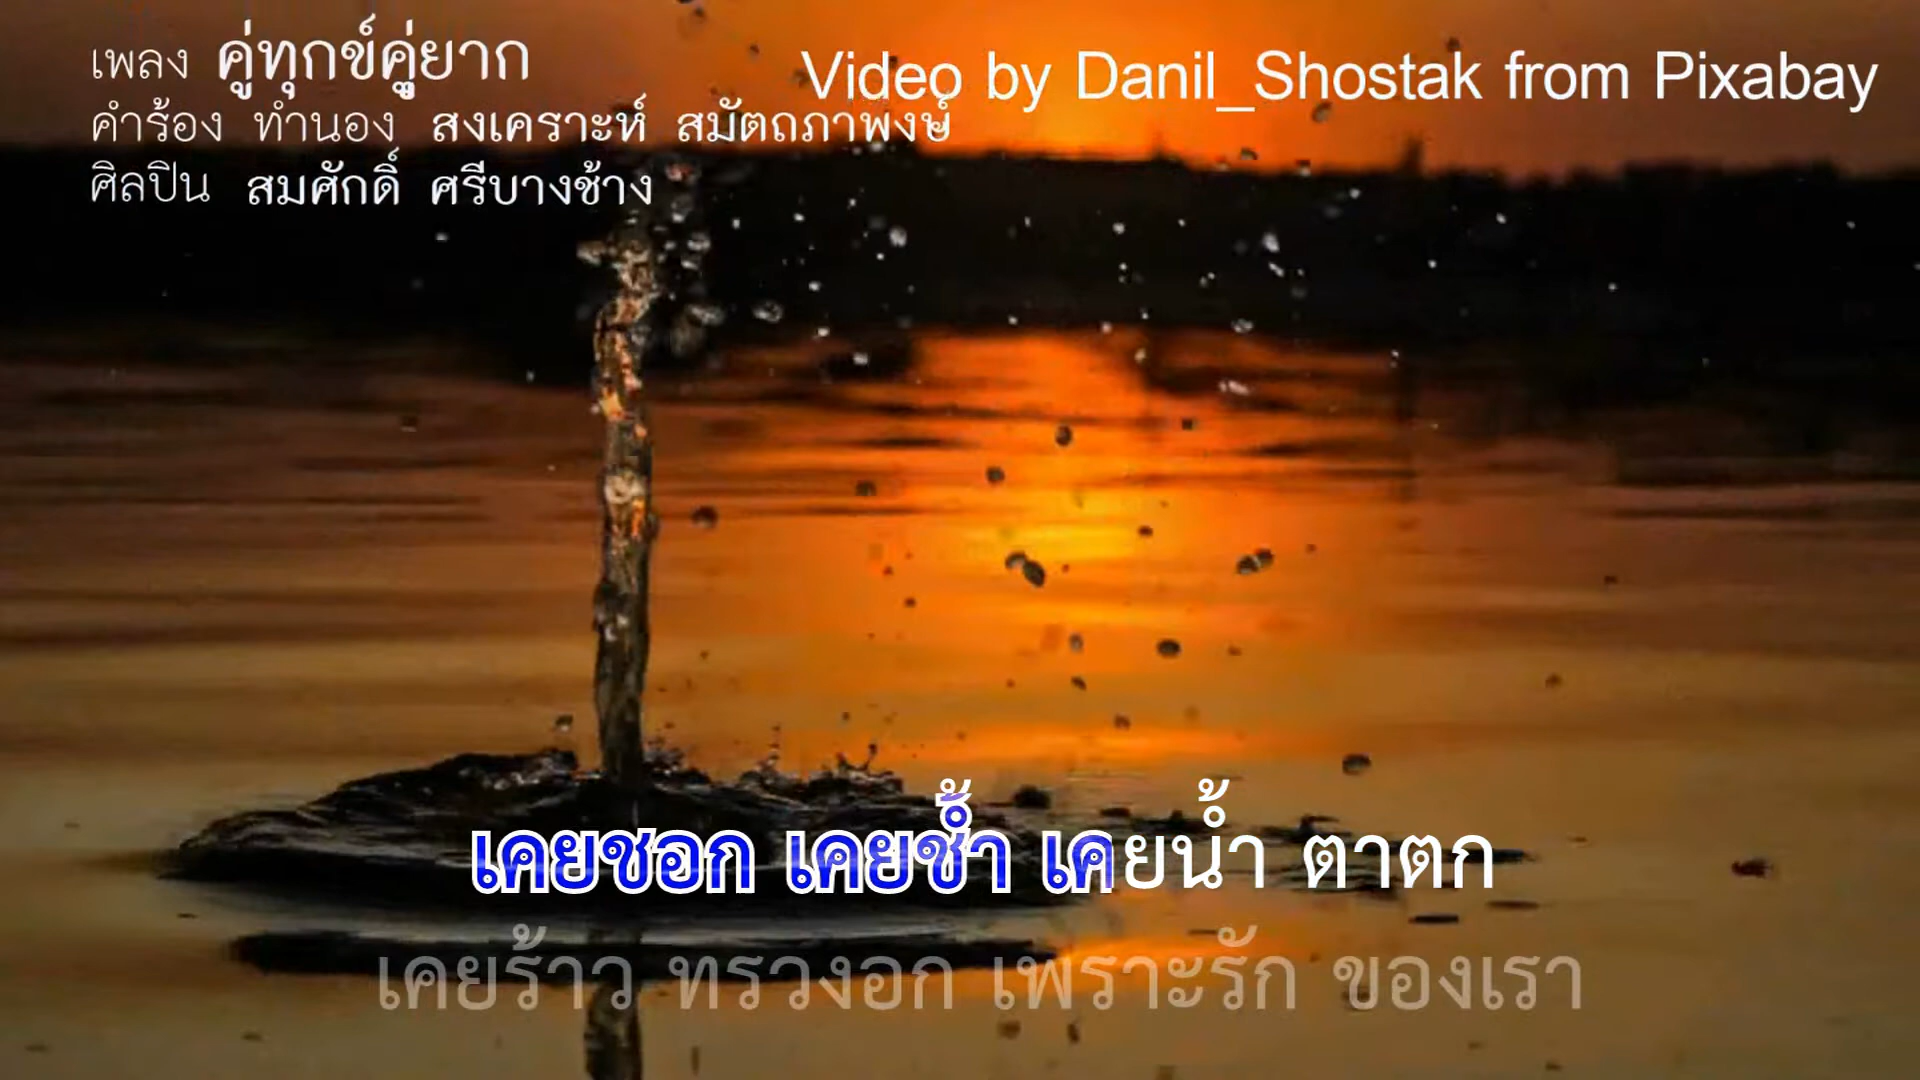 เพลง คู่ทุกข์คู่ยาก
Video by Danil_Shostak from Pixabay
คำร้อง ทำนอง สงเคราะห์ สมัตถภาพงษ์
ศิลปิน สมศักดิ์ ศรีบางช้าง
เคยชอก เคยช้ำ เคยน้ำ ตาตก
เคยร้าว ทรวงอก เพราะรัก ของเรา